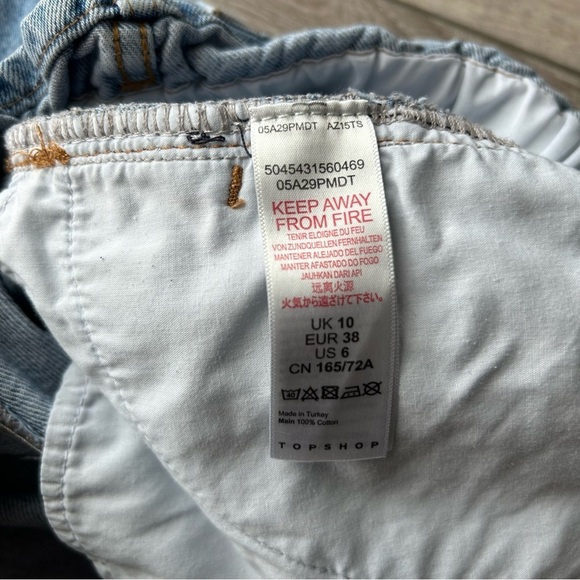 05A29PMDT AZ15TS
5045431560469
05A29PMDT
KEEP AWAY
FROM FIRE
TENIR ELOIGNE DU FEU
VON ZUNDQUELLEN FERNHALTEN
MANTENER ALEJADO DEL FUEGO
MANTER AFASTADO DO FOGO
JAUHKAN DARI API
远离火源
火気から遠ざけて下さい。
UK 10
EUR 38
US 6
CN 165/72A
40
Made in Turkey
Main 100% Cotton
TOPSHOP